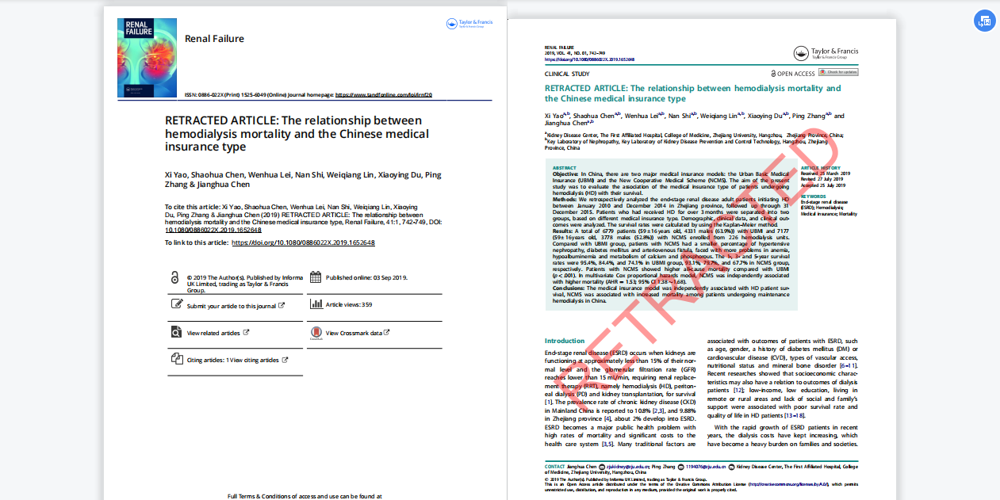 RENAL
FAILURE
Renal Failure
Taylor & Francis
Taylor & Francis Group
ISSN: 0886-022X (Print) 1525-6049 (Online) Journal homepage: https://www.tandfonline.com/loi/irnf20
RETRACTED ARTICLE: The relationship between
hemodialysis mortality and the Chinese medical
insurance type
Xi Yao, Shaohua Chen, Wenhua Lei, Nan Shi, Weiqiang Lin, Xiaoying Du, Ping
Zhang & Jianghua Chen
To cite this article: Xi Yao, Shaohua Chen, Wenhua Lei, Nan Shi, Weiqiang Lin, Xiaoying
Du, Ping Zhang & Jianghua Chen (2019) RETRACTED ARTICLE: The relationship between
hemodialysis mortality and the Chinese medical insurance type, Renal Failure, 41:1, 742-749, DOI:
10.1080/0886022X.2019.1652648
To link to this article: https://doi.org/10.1080/0886022X.2019.1652648
© 2019 The Author(s). Published by Informa
UK Limited, trading as Taylor & Francis
Group.
Published online: 03 Sep 2019.
Submit your article to this journal
Article views: 359
View related articles
View Crossmark data
Citing articles: 1 View citing articles
Full Terms & Conditions of access and use can be found at
RENAL FAILURE
2019, VOL. 41, NO. 01, 742–749
https://doi.org/10.1080/0886022X.2019.1652648
Taylor & Francis
Taylor & Francis Group
CLINICAL STUDY
OPEN ACCESS
Check for updates
RETRACTED ARTICLE: The relationship between hemodialysis mortality and
the Chinese medical insurance type
Xi Yaoa,b, Shaohua Chena,b, Wenhua Leia,b, Nan Shia,b, Weiqiang Lina,b, Xiaoying Dua,b, Ping Zhanga,b and
Jianghua Chena,b
aKidney Disease Center, The First Affiliated Hospital, College of Medicine, Zhejiang University, Hangzhou, Zhejiang Province, China;
bKey Laboratory of Nephropathy, Key Laboratory of Kidney Disease Prevention and Control Technology, Hangzhou, Zhejiang
Province, China
ABSTRACT
Objective: In China, there are two major medical insurance models: the Urban Basic Medical
Insurance (UBMI) and the New Cooperative Medical Scheme (NCMS). The aim of the present
study was to evaluate the association of the medical insurance type of patients undergoing
hemodialysis (HD) with their survival.
Methods: We retrospectively analyzed the end-stage renal disease adult patients initiating HD
between January 2010 and December 2014 in Zhejiang province, followed up through 31
December 2015. Patients who had received HD for over 3 months were separated into two
groups, based on different medical insurance type. Demographic, clinical data, and clinical out-
comes were analyzed. The survival rates were calculated by using the Kaplan–Meier method.
Results: A total of 6779 patients (59±16 years old, 4331 males (63.9%)) with UBMI and 7177
(59±16 years old, 3778 males (52.8%)) with NCMS enrolled from 226 hemodialysis units.
Compared with UBMI group, patients with NCMS had a smaller percentage of hypertensive
nephropathy, diabetes mellitus and arteriovenous fistula, faced with more problems in anemia,
hypoalbuminemia and metabolism of calcium and phosphorous. The 1-, 3- and 5-year survival
rates were 95.4%, 84.4%, and 74.1% in UBMI group, 93.1%, 79.7%, and 67.7% in NCMS group,
respectively. Patients with NCMS showed higher all-cause mortality compared with UBMI
(p < .001). In multivariate Cox proportional hazards model, NCMS was independently associated
with higher mortality (AHR = 1.53; 95% CI 1.38–1.68).
Conclusions: The medical insurance model was independently associated with HD patient sur-
vival, NCMS was associated with increased mortality among patients undergoing maintenance
hemodialysis in China.
ARTICLE HISTORY
Received 25 March 2019
Revised 27 July 2019
Accepted 25 July 2019
KEYWORDS
End-stage renal disease
(ESRD); Hemodialysis;
Medical insurance; Mortality
RETRACTED
Introduction
End-stage renal disease (ESRD) occurs when kidneys are
functioning at approximately less than 15% of their nor-
mal level and the glomerular filtration rate (GFR)
reaches lower than 15 ml/min, requiring renal replace-
ment therapy (RRT), namely hemodialysis (HD), periton-
eal dialysis (PD) and kidney transplantation, for survival
[1]. The prevalence rate of chronic kidney disease (CKD)
in Mainland China is reported to 10.8% [2,3], and 9.88%
in Zhejiang province [4], about 2% develop into ESRD.
ESRD becomes a major public health problem with
high rates of mortality and significant costs to the
health care system [3,5]. Many traditional factors are
associated with outcomes of patients with ESRD, such
as age, gender, a history of diabetes mellitus (DM) or
cardiovascular disease (CVD), types of vascular access,
nutritional status and mineral bone disorder [6–11].
Recent researches showed that socioeconomic charac-
teristics may also have a relation to outcomes of dialysis
patients [12]; low-income, low education, living in
remote or rural areas and lack of social and family's
support were associated with poor survival rate and
quality of life in HD patients [13–18].
With the rapid growth of ESRD patients in recent
years, the dialysis costs have kept increasing, which
have become a heavy burden on families and societies.
CONTACT Jianghua Chen zjukidney@zju.edu.cn; Ping Zhang 1194076@zju.edu.cn Kidney Disease Center, The First Affiliated Hospital, College
of Medicine, Zhejiang University, Hangzhou, China
© 2019 The Author(s). Published by Informa UK Limited, trading as Taylor & Francis Group.
This is an Open Access article distributed under the terms of the Creative Commons Attribution License (http://creativecommons.org/licenses/by/4.0/), which permits
unrestricted use, distribution, and reproduction in any medium, provided the original work is properly cited.